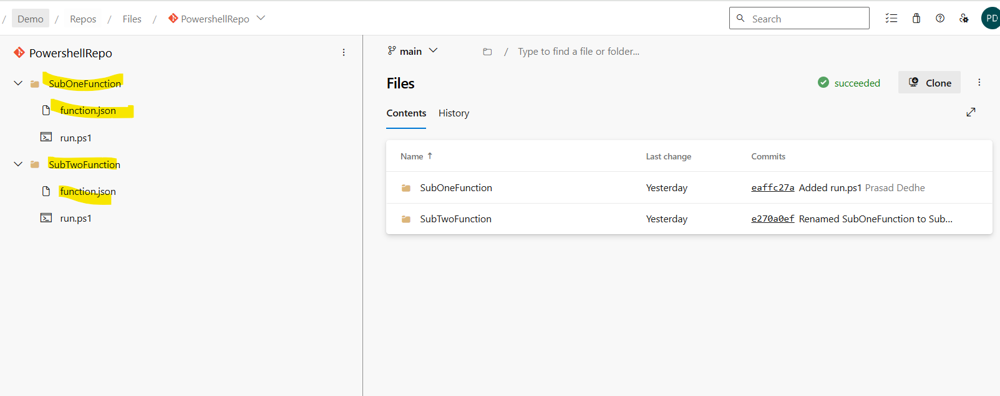 / Demo / Repos / Files / PowershellRepo
Search
PD
PowershellRepo
SubOneFunction
function.json
run.ps1
SubTwoFunction
function.json
run.ps1
main
/ Type to find a file or folder...
Files
succeeded
Clone
Contents History
Name ↑ Last change Commits
SubOneFunction Yesterday eaffc27a Added run.ps1 Prasad Dedhe
SubTwoFunction Yesterday e270a0ef Renamed SubOneFunction to Sub...